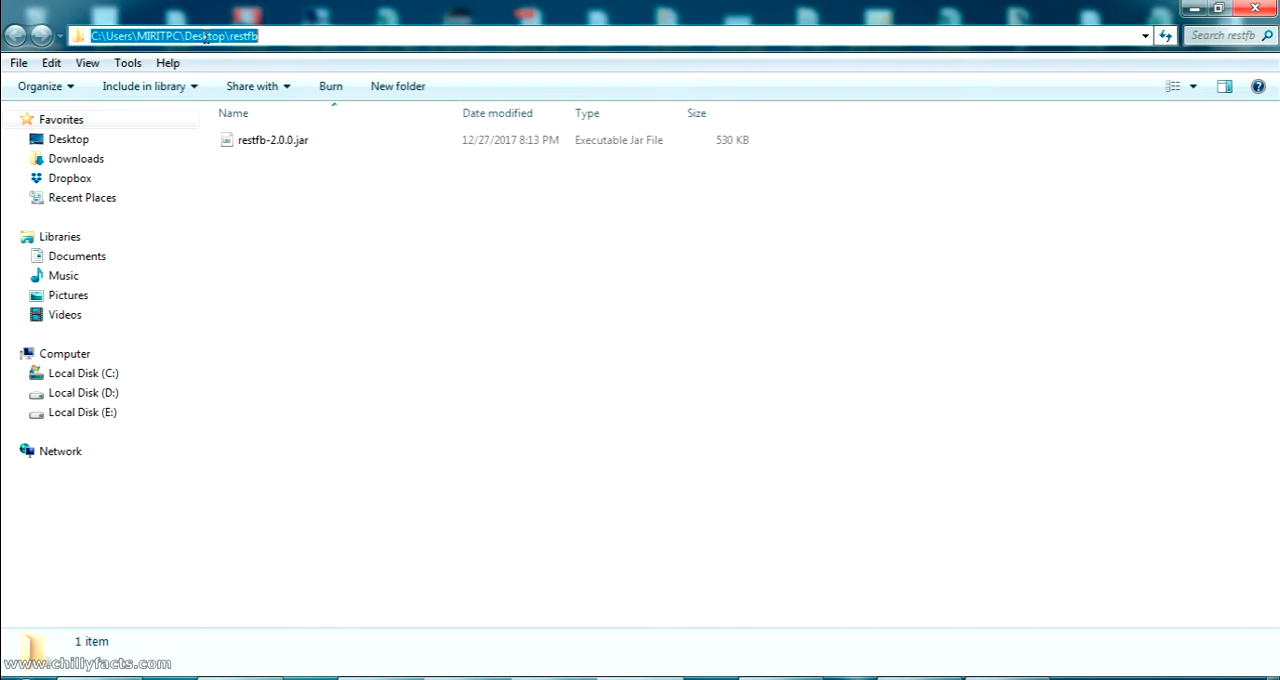 C:\Users\MIRITPC\Desktop\restfb
Search restfb
File Edit View Tools Help
Organize Include in library Share with Burn New folder
Name Date modified Type Size
restfb-2.0.0.jar 12/27/2017 8:13 PM Executable Jar File 530 KB
Favorites
Desktop
Downloads
Dropbox
Recent Places
Libraries
Documents
Music
Pictures
Videos
Computer
Local Disk (C:)
Local Disk (D:)
Local Disk (E:)
Network
1 item
www.chillyfacts.com